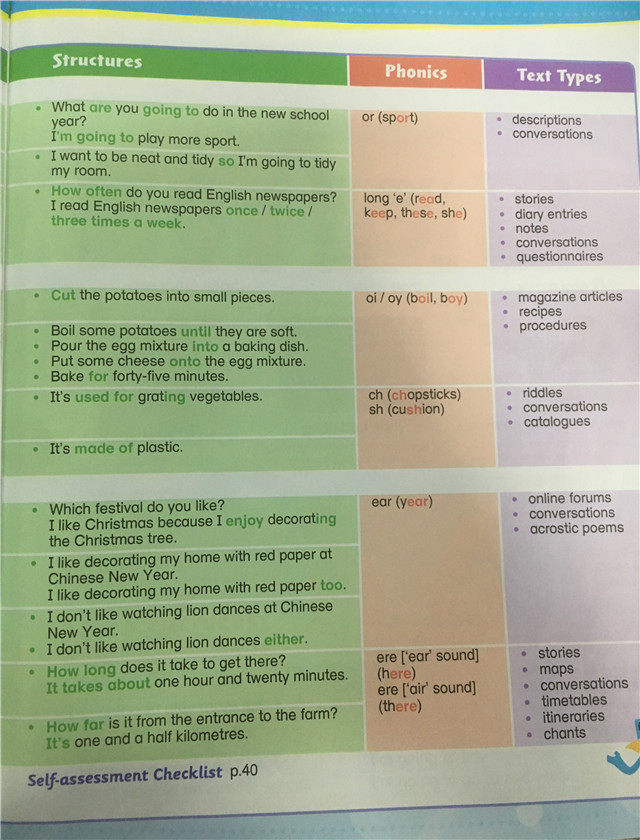 Structures
Phonics
Text Types
• What are you going to do in the new school
year?
I'm going to play more sport.
• I want to be neat and tidy so I'm going to tidy
my room.
or (sport)
• descriptions
• conversations
• How often do you read English newspapers?
I read English newspapers once / twice /
three times a week.
long 'e' (read,
keep, these, she)
• stories
• diary entries
• notes
• conversations
• questionnaires
• Cut the potatoes into small pieces.
• Boil some potatoes until they are soft.
• Pour the egg mixture into a baking dish.
• Put some cheese onto the egg mixture.
• Bake for forty-five minutes.
oi / oy (boil, boy)
• magazine articles
• recipes
• procedures
• It's used for grating vegetables.
• It's made of plastic.
ch (chopsticks)
sh (cushion)
• riddles
• conversations
• catalogues
• Which festival do you like?
I like Christmas because I enjoy decorating
the Christmas tree.
• I like decorating my home with red paper at
Chinese New Year.
I like decorating my home with red paper too.
• I don't like watching lion dances at Chinese
New Year.
• I don't like watching lion dances either.
ear (year)
• online forums
• conversations
• acrostic poems
• How long does it take to get there?
It takes about one hour and twenty minutes.
• How far is it from the entrance to the farm?
It's one and a half kilometres.
ere ['ear' sound]
(here)
ere ['air' sound]
(there)
• stories
• maps
• conversations
• timetables
• itineraries
• chants
Self-assessment Checklist p.40